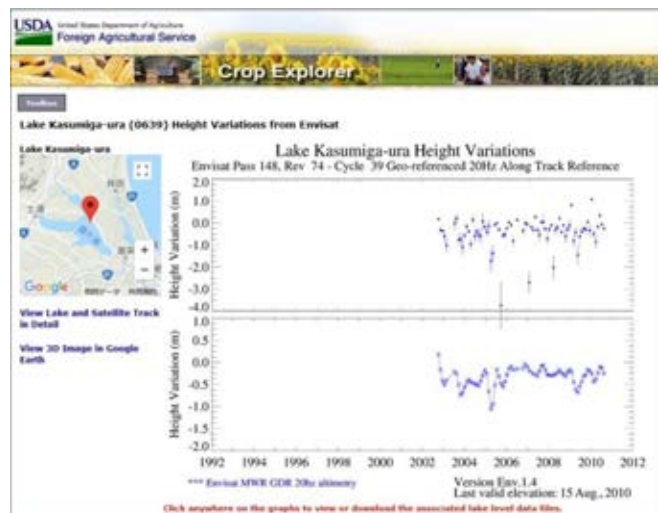 USDA United States Department of Agriculture
Foreign Agricultural Service
Crop Explorer
Lake Kasumiga-ura (0639) Height Variations from Envisat
Lake Kasumiga-ura
+
−
Google
View Lake and Satellite Track
in Detail
View 3D Image in Google
Earth
Lake Kasumiga-ura Height Variations
Envisat Pass 148, Rev 74 - Cycle 39 Geo-referenced 20Hz Along Track Reference
Height Variation (m)
2.0
1.0
-0.0
-1.0
-2.0
-3.0
-4.0
Height Variation (m)
1.0
0.5
0.0
-0.5
-1.0
-1.5
-2.0
1992 1994 1996 1998 2000 2002 2004 2006 2008 2010 2012
*** Envisat MWR GDR 20hz altimetry
Version Env.1.4
Last valid elevation: 15 Aug., 2010
Click anywhere on the graphs to view or download the associated lake level data files.